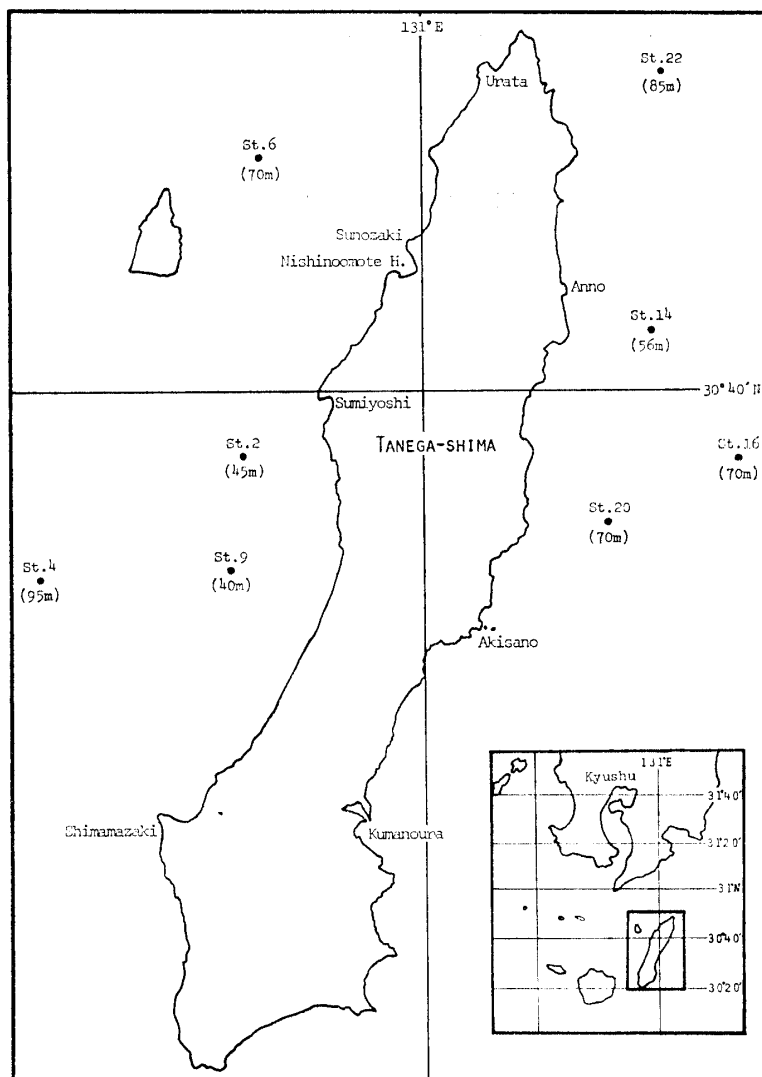 131°E
St.22
(85m)
Urata
St.6
(70m)
Sunozaki
Nishinoomote H.
Anno
St.14
(56m)
30°40'N
Sumiyoshi
TANEGA-SHIMA
St.2
(45m)
St.16
(70m)
St.20
(70m)
St.9
(40m)
St.4
(95m)
Akisano
Shimamazaki
Kumanoura
131°E
Kyushu
31°40'
31°20'
31°N
30°40'
30°20'